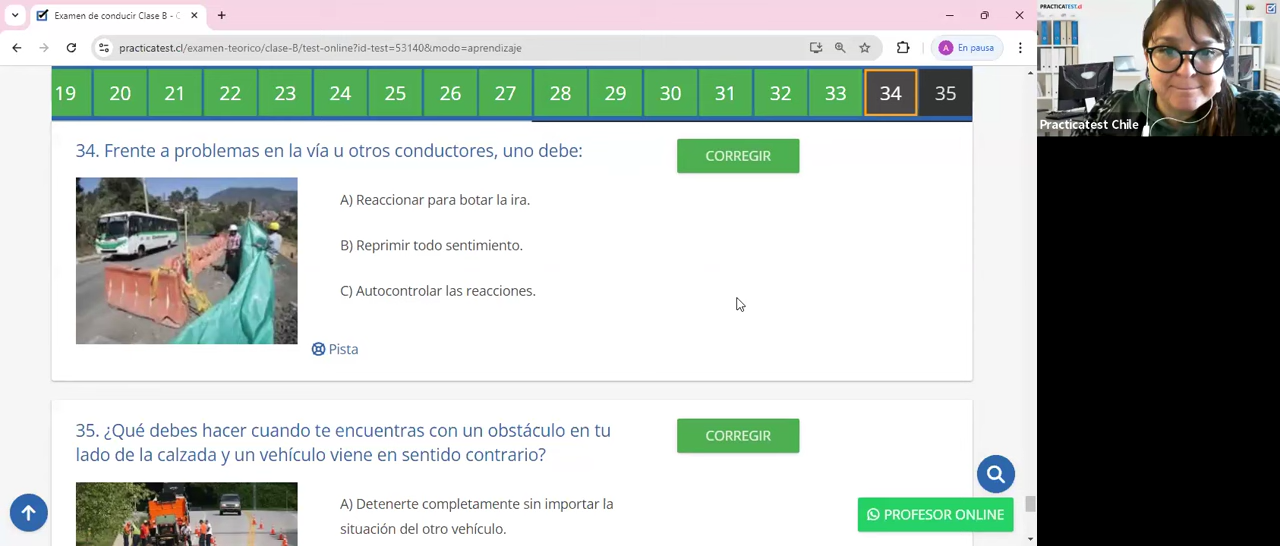 Examen de conducir Clase B - C
practicatest.cl/examen-teorico/clase-B/test-online?id-test=53140&modo=aprendizaje
A En pausa
PRACTICATEST.cl
Practicatest Chile
19 20 21 22 23 24 25 26 27 28 29 30 31 32 33 34 35
34. Frente a problemas en la vía u otros conductores, uno debe:
CORREGIR
A) Reaccionar para botar la ira.
B) Reprimir todo sentimiento.
C) Autocontrolar las reacciones.
Pista
35. ¿Qué debes hacer cuando te encuentras con un obstáculo en tu
lado de la calzada y un vehículo viene en sentido contrario?
CORREGIR
A) Detenerte completamente sin importar la
situación del otro vehículo.
PROFESOR ONLINE